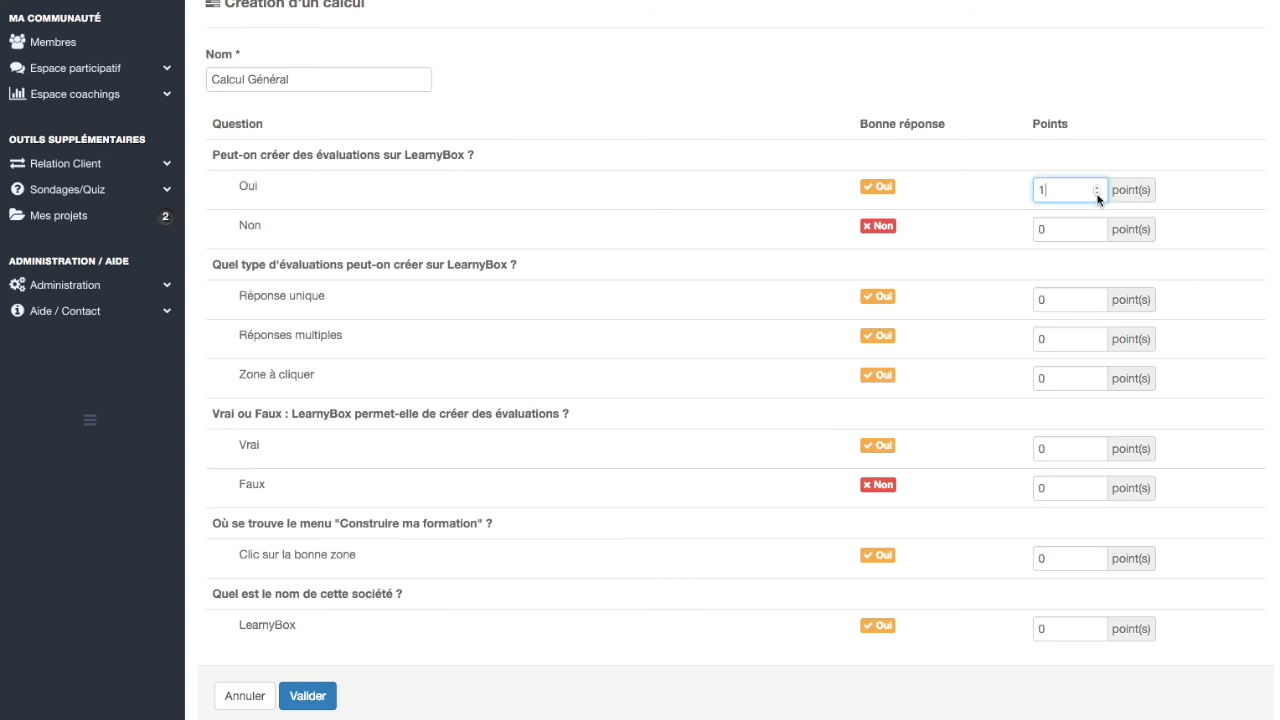 MA COMMUNAUTÉ
Membres
Espace participatif
Espace coachings
OUTILS SUPPLÉMENTAIRES
Relation Client
Sondages/Quiz
Mes projets 2
ADMINISTRATION / AIDE
Administration
Aide / Contact
Création d'un calcul
Nom *
Calcul Général
Question Bonne réponse Points
Peut-on créer des évaluations sur LearnyBox ?
Oui Oui 1 point(s)
Non Non 0 point(s)
Quel type d'évaluations peut-on créer sur LearnyBox ?
Réponse unique Oui 0 point(s)
Réponses multiples Oui 0 point(s)
Zone à cliquer Oui 0 point(s)
Vrai ou Faux : LearnyBox permet-elle de créer des évaluations ?
Vrai Oui 0 point(s)
Faux Non 0 point(s)
Où se trouve le menu "Construire ma formation" ?
Clic sur la bonne zone Oui 0 point(s)
Quel est le nom de cette société ?
LearnyBox Oui 0 point(s)
Annuler Valider